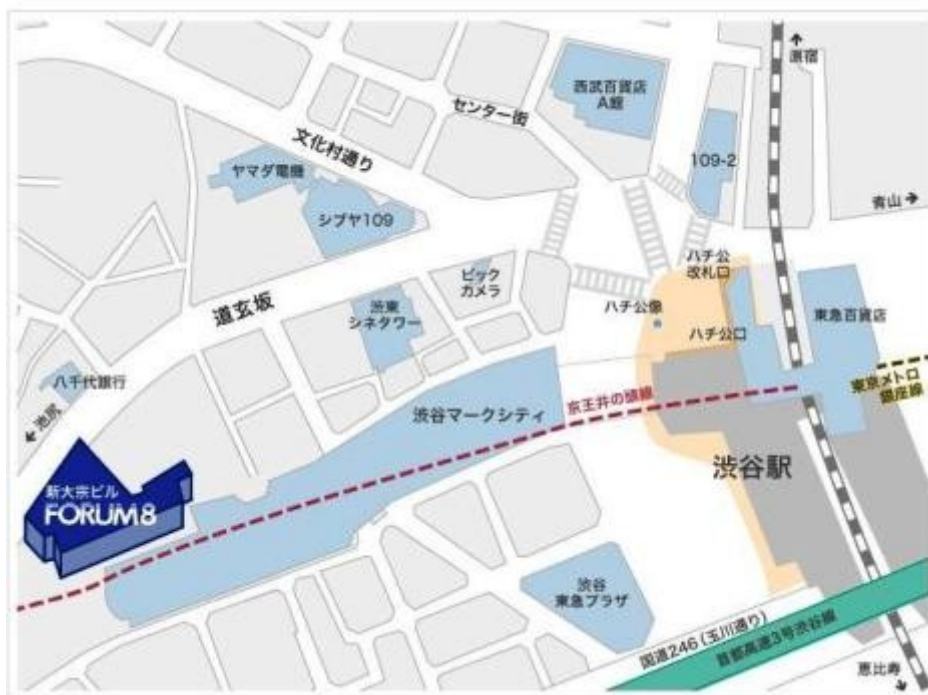 原宿
西武百貨店
A館
センター街
文化村通り
109-2
ヤマダ電機
青山
シブヤ109
ハチ公
改札口
ビック
カメラ
道玄坂
渋東
シネタワー
ハチ公像
ハチ公口
東急百貨店
八千代銀行
東京メトロ
銀座線
京王井の頭線
渋谷マークシティ
池尻
渋谷駅
新大宗ビル
FORUM8
渋谷
東急プラザ
国道246(玉川通り)
首都高速3号渋谷線
恵比寿